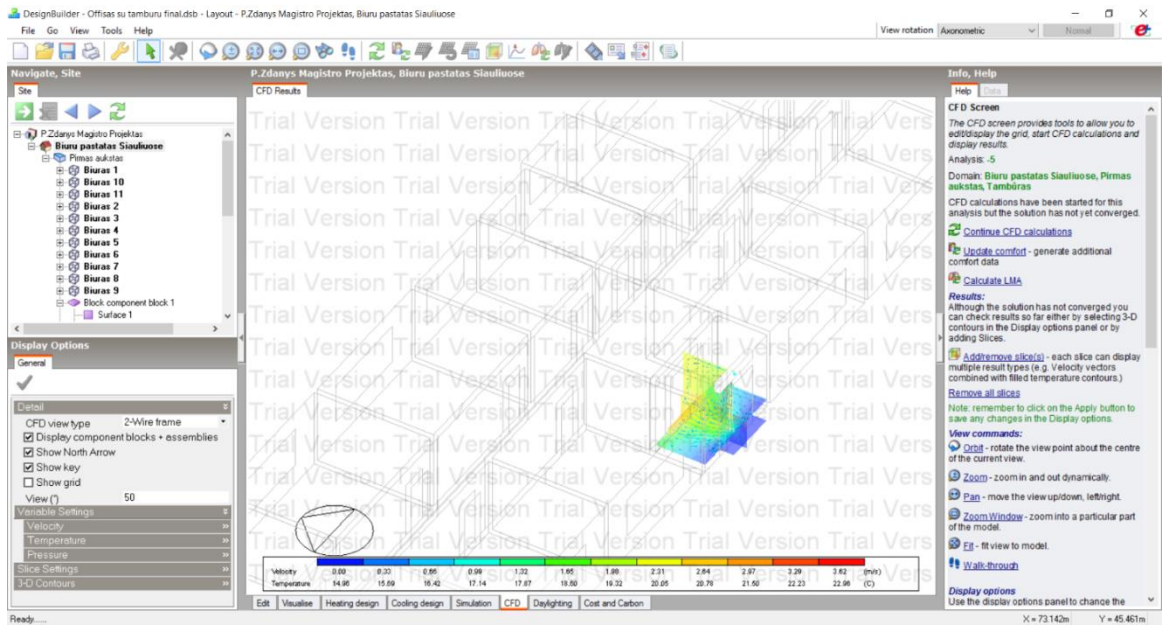 DesignBuilder - Offisas su tamburu final.dsb - Layout - P.Zdanys Magistro Projektas, Biuru pastatas Siauliuose
File Go View Tools Help
View rotation Axonometric Normal
Navigate, Site
Site
P.Zdanys Magistro Projektas
Biuru pastatas Siauliuose
Pirmas aukstas
Biuras 1
Biuras 10
Biuras 11
Biuras 2
Biuras 3
Biuras 4
Biuras 5
Biuras 6
Biuras 7
Biuras 8
Biuras 9
Block component block 1
Surface 1
Display Options
General
Detail
CFD view type 2-Wire frame
Display component blocks + assemblies
Show North Arrow
Show key
Show grid
View (°) 50
Variable Settings
Velocity
Temperature
Pressure
Slice Settings
3-D Contours
P.Zdanys Magistro Projektas, Biuru pastatas Siauliuose
CFD Results
Trial Version Trial Version Trial Version Trial Version Trial Vers
Velocity 0.00 0.33 0.66 0.99 1.32 1.65 1.98 2.31 2.64 2.97 3.29 3.62 (m/s)
Temperature 14.96 15.69 16.42 17.14 17.87 18.60 19.32 20.05 20.78 21.50 22.23 22.96 (C)
Edit Visualise Heating design Cooling design Simulation CFD Daylighting Cost and Carbon
Info, Help
Help Data
CFD Screen
The CFD screen provides tools to allow you to
edit/display the grid, start CFD calculations and
display results.
Analysis: -5
Domain: Biuru pastatas Siauliuose, Pirmas
aukstas, Tambūras
CFD calculations have been started for this
analysis but the solution has not yet converged.
Continue CFD calculations
Update comfort - generate additional
comfort data
Calculate LMA
Results:
Although the solution has not converged you
can check results so far either by selecting 3-D
contours in the Display options panel or by
adding Slices.
Add/remove slice(s) - each slice can display
multiple result types (e.g. Velocity vectors
combined with filled temperature contours.)
Remove all slices
Note: remember to click on the Apply button to
save any changes in the Display options.
View commands:
Orbit - rotate the view point about the centre
of the current view.
Zoom - zoom in and out dynamically.
Pan - move the view up/down, left/right.
Zoom Window - zoom into a particular part
of the model.
Fit - fit view to model.
Walk-through
Display options
Use the display options panel to change the
Ready......
X = 73.142m Y = 45.461m